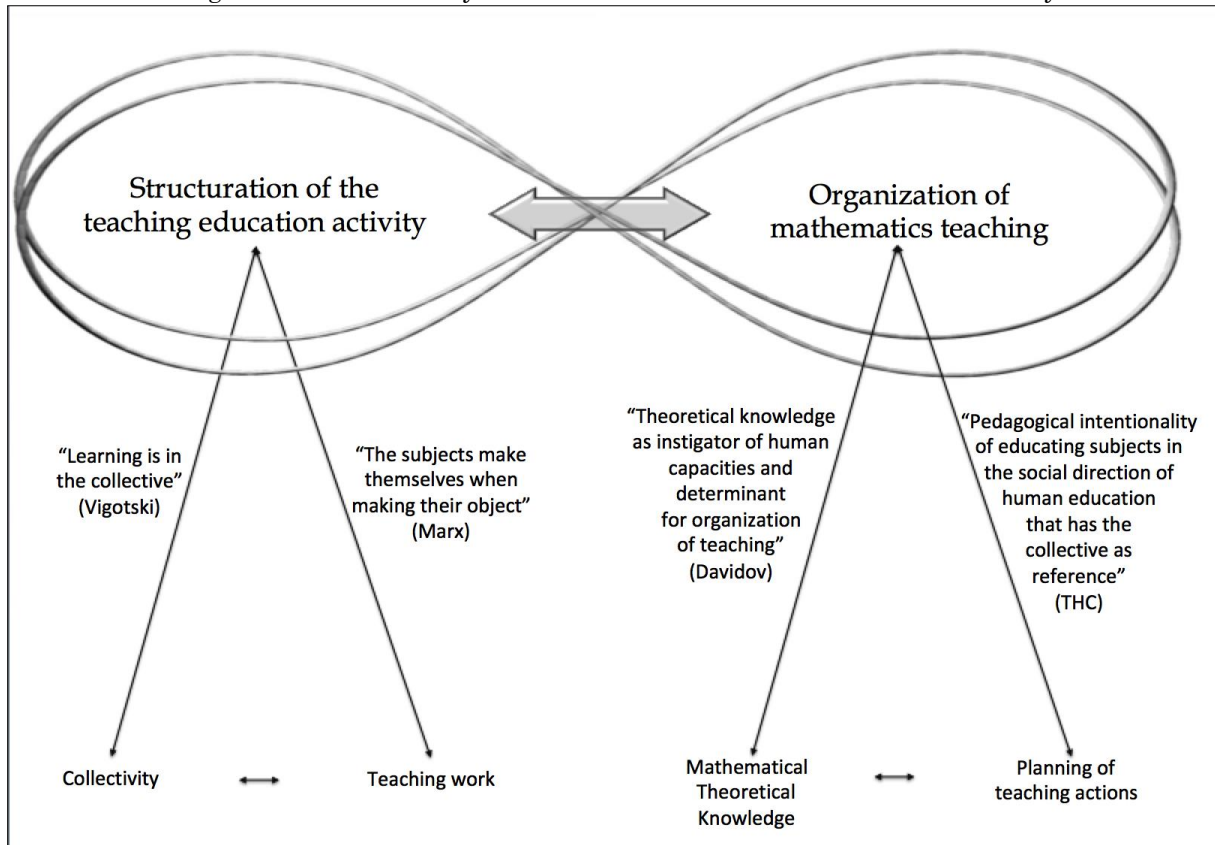 Structuration of the
teaching education activity
Organization of
mathematics teaching
“Learning is in
the collective”
(Vigotski)
“The subjects make
themselves when
making their object”
(Marx)
“Theoretical knowledge
as instigator of human
capacities and
determinant
for organization
of teaching”
(Davidov)
“Pedagogical intentionality
of educating subjects in
the social direction of
human education
that has the
collective as
reference”
(THC)
Collectivity
Teaching work
Mathematical
Theoretical
Knowledge
Planning of
teaching actions